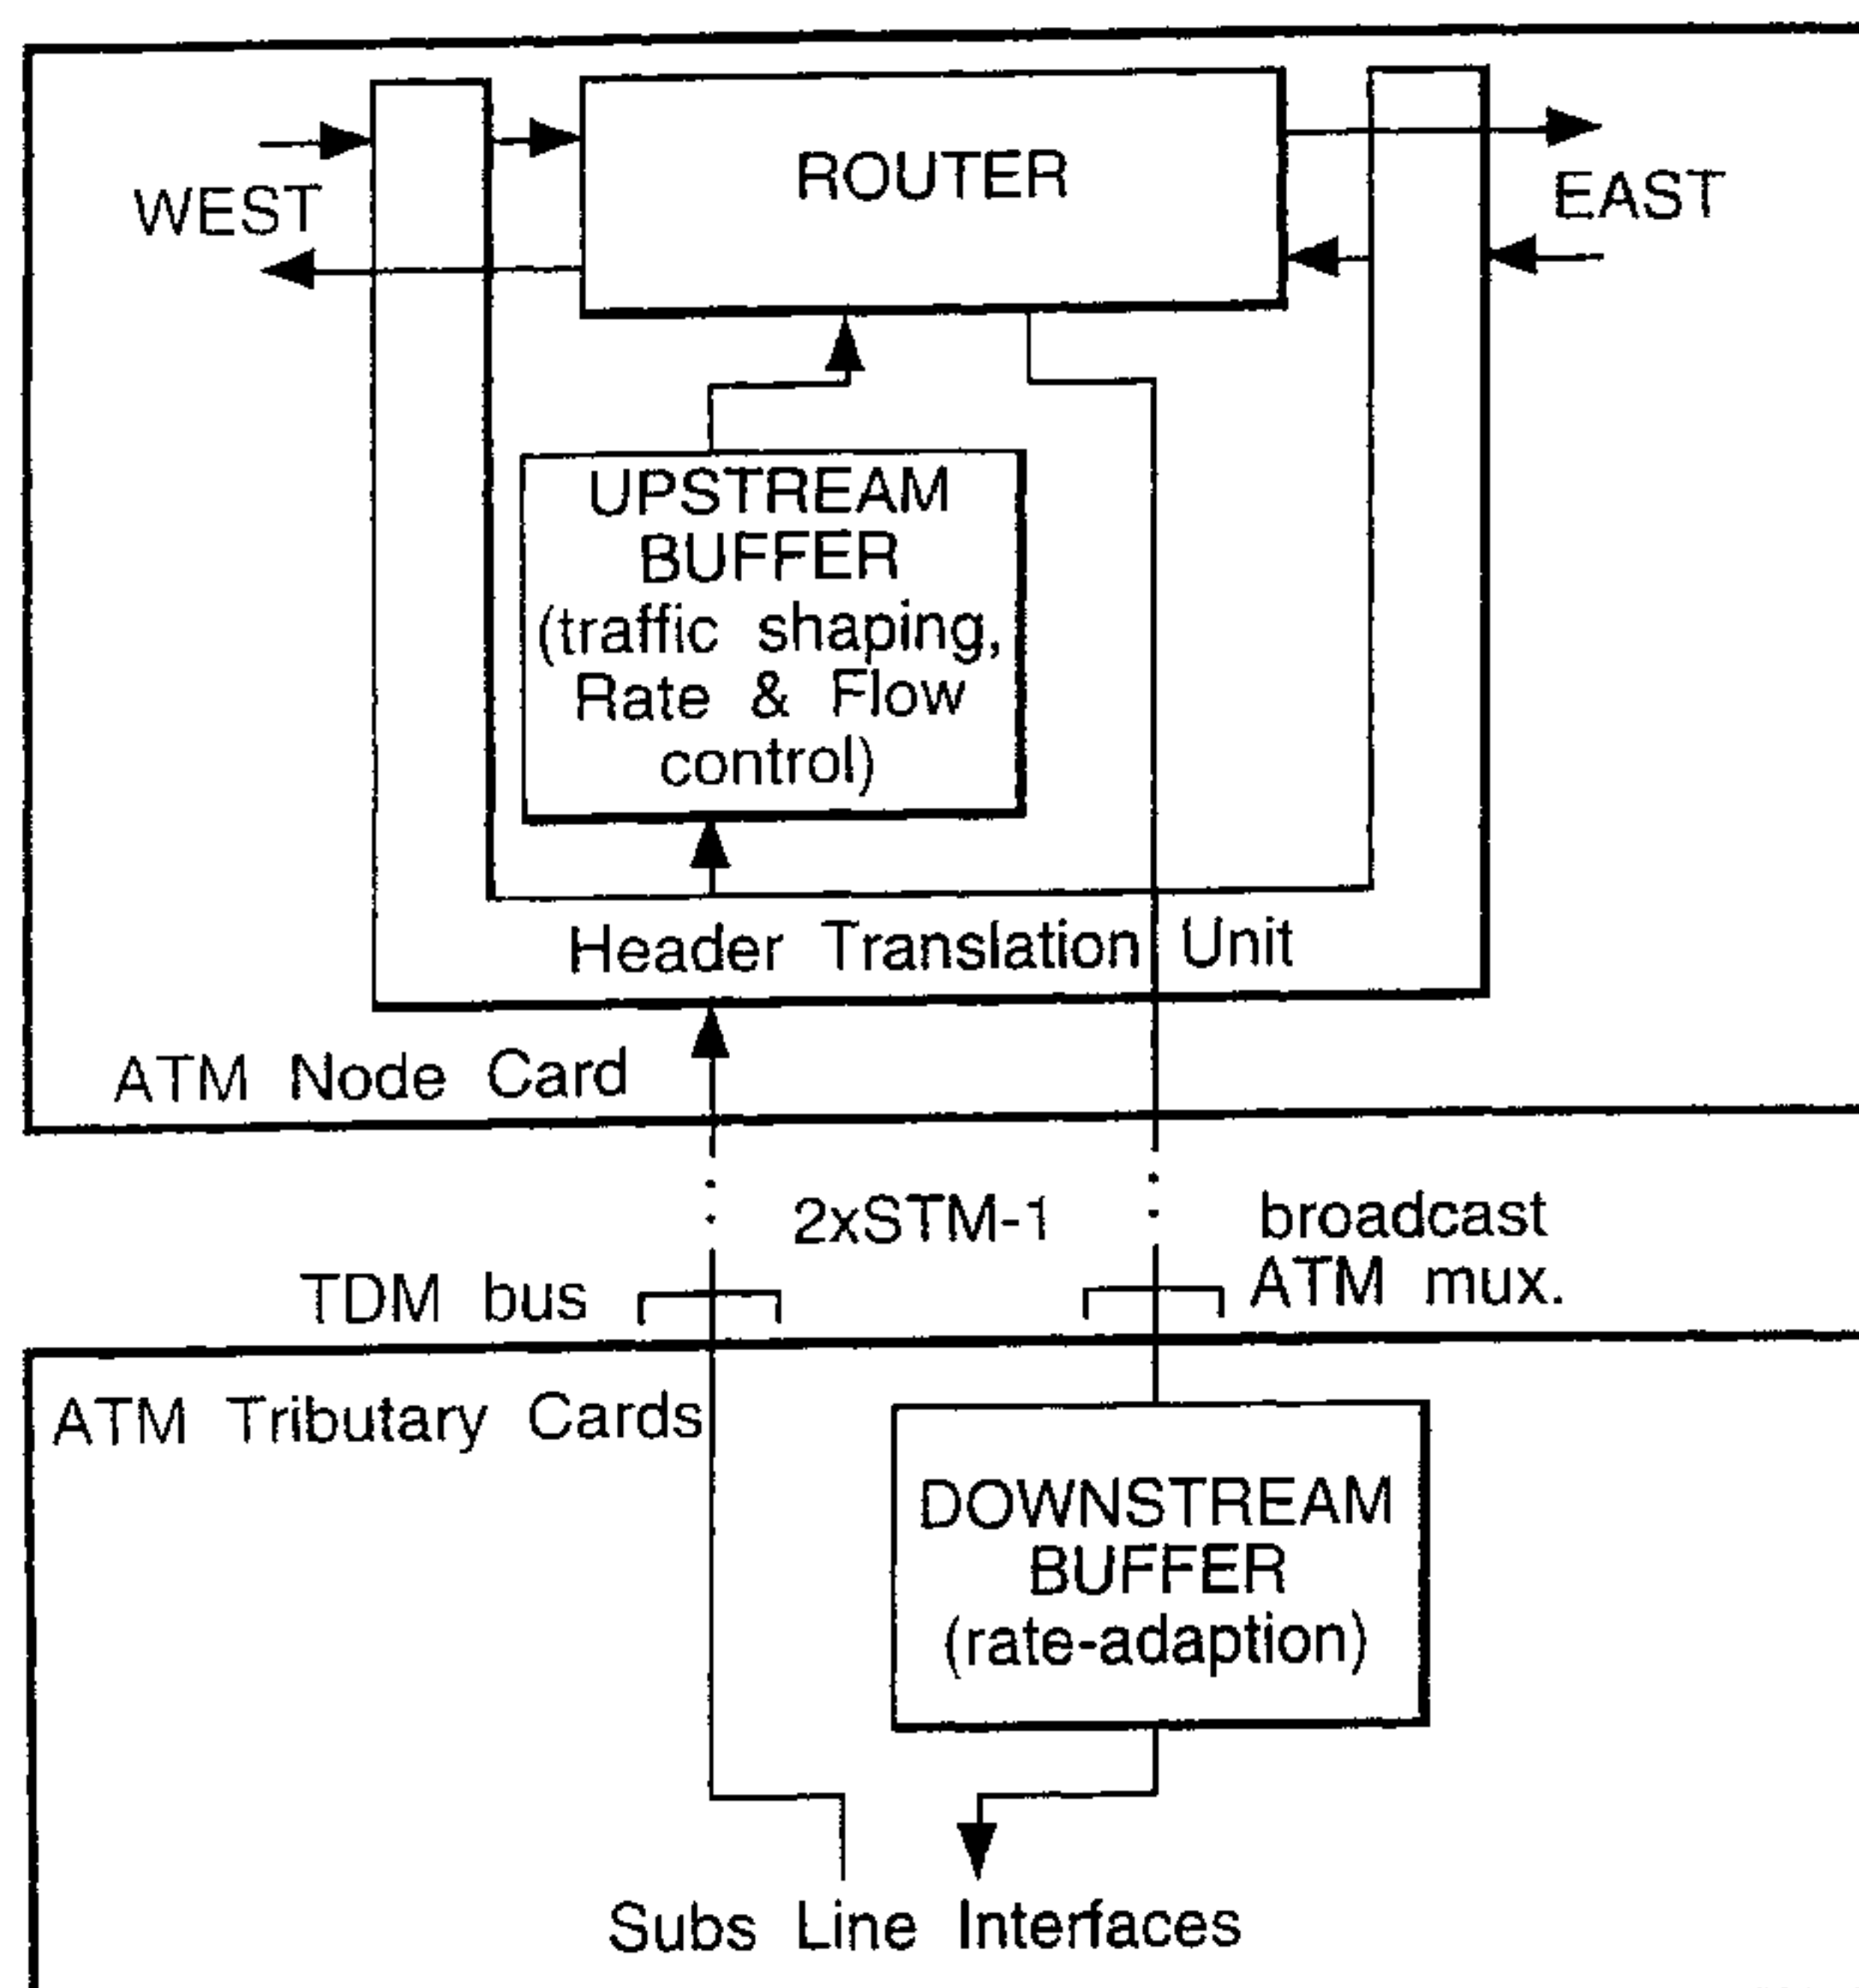 ROUTER
WEST
EAST
UPSTREAM
BUFFER
(traffic shaping,
Rate & Flow
control)
Header Translation Unit
ATM Node Card
2xSTM-1
broadcast
ATM mux.
TDM bus
ATM Tributary Cards
DOWNSTREAM
BUFFER
(rate-adaption)
Subs Line Interfaces